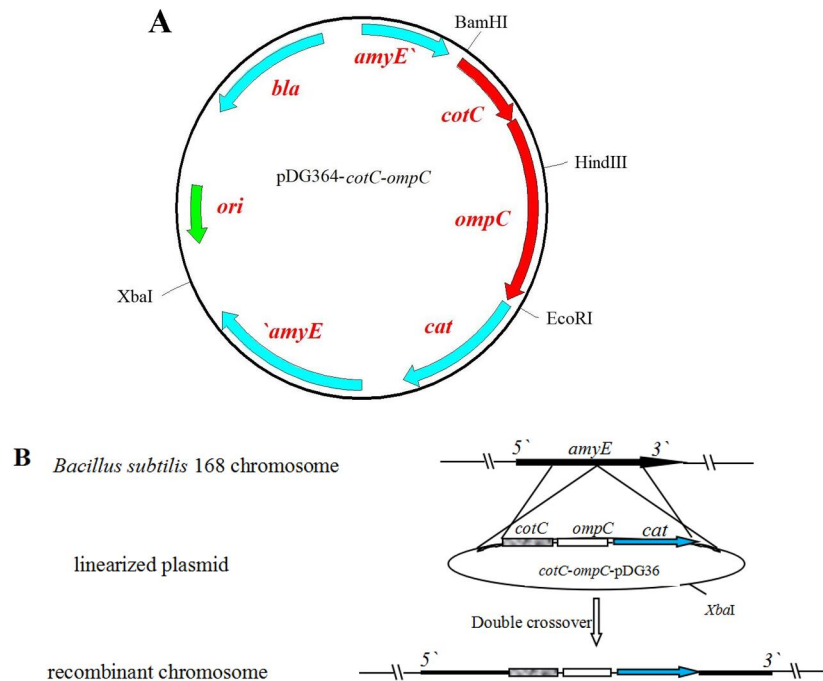 A
BamHI
amyE`
bla
cotC
HindIII
pDG364-cotC-ompC
ori
ompC
XbaI
EcoRI
`amyE
cat
B
Bacillus subtilis 168 chromosome
5` amyE 3`
cotC ompC cat
linearized plasmid
cotC-ompC-pDG36
XbaI
Double crossover
recombinant chromosome
5` 3`